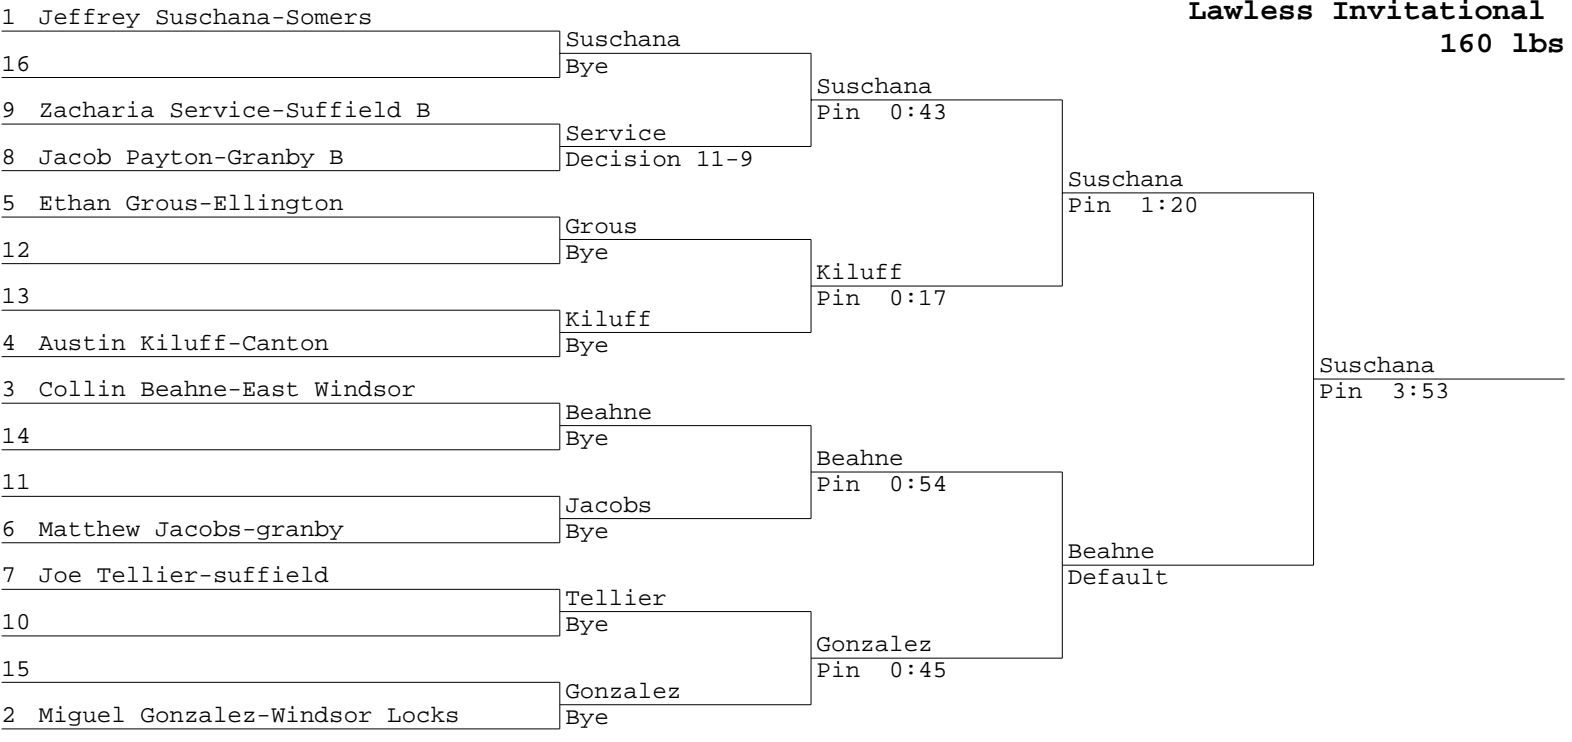 Lawless Invitational
160 lbs
1 Jeffrey Suschana-Somers
Suschana
16
Bye
Suschana
9 Zacharia Service-Suffield B
Pin 0:43
Service
8 Jacob Payton-Granby B
Decision 11-9
Suschana
5 Ethan Grous-Ellington
Pin 1:20
Grous
12
Bye
Kiluff
13
Pin 0:17
Kiluff
4 Austin Kiluff-Canton
Bye
Suschana
3 Collin Beahne-East Windsor
Pin 3:53
Beahne
14
Bye
Beahne
11
Pin 0:54
Jacobs
6 Matthew Jacobs-granby
Bye
Beahne
7 Joe Tellier-suffield
Default
Tellier
10
Bye
Gonzalez
15
Pin 0:45
Gonzalez
2 Miguel Gonzalez-Windsor Locks
Bye